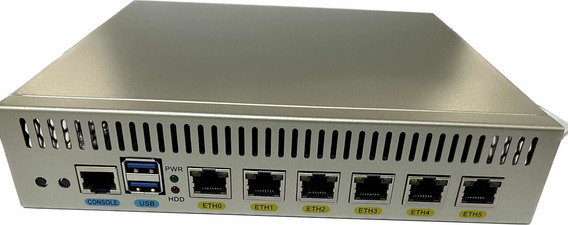 PWR
HDD
CONSOLE
USB
ETH0
ETH1
ETH2
ETH3
ETH4
ETH5